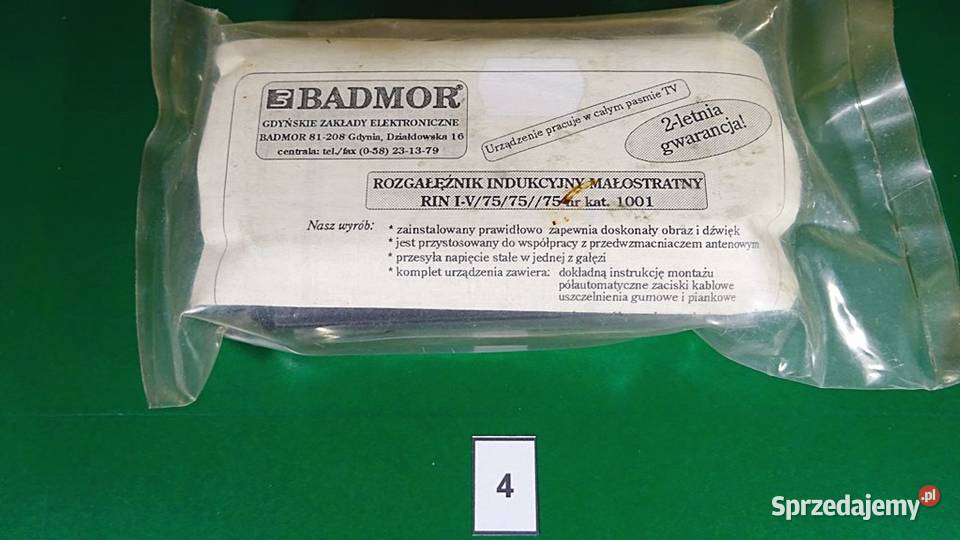 BADMOR®
GDYŃSKIE ZAKŁADY ELEKTRONICZNE
BADMOR 81-208 Gdynia, Działdowska 16
centrala: tel./fax (0-58) 23-13-79
Urządzenie pracuje w całym pasmie TV
2-letnia
gwarancja!
ROZGAŁĘŹNIK INDUKCYJNY MAŁOSTRATNY
RIN I-V/75/75//75 nr kat. 1001
Nasz wyrób: * zainstalowany prawidłowo zapewnia doskonały obraz i dźwięk
* jest przystosowany do współpracy z przedwzmacniaczem antenowym
* przesyła napięcie stałe w jednej z gałęzi
* komplet urządzenia zawiera: dokładną instrukcję montażu
półautomatyczne zaciski kablowe
uszczelnienia gumowe i piankowe
4
Sprzedajemy.pl